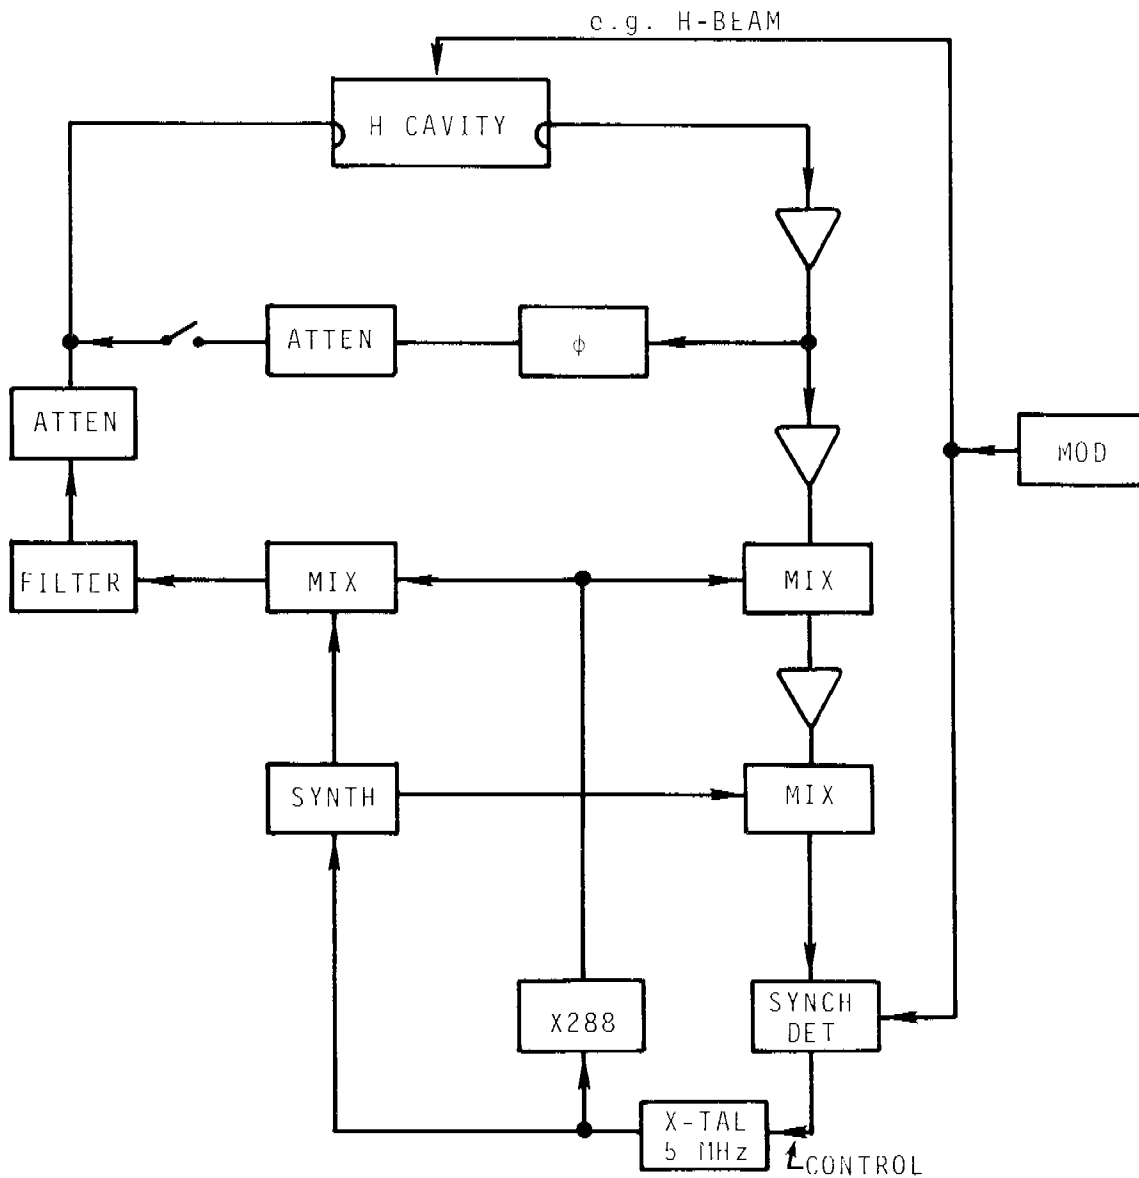 e.g. H-BEAM
H CAVITY
ATTEN
ϕ
ATTEN
MOD
FILTER
MIX
MIX
SYNTH
MIX
X288
SYNCH
DET
X-TAL
5 MHz
CONTROL